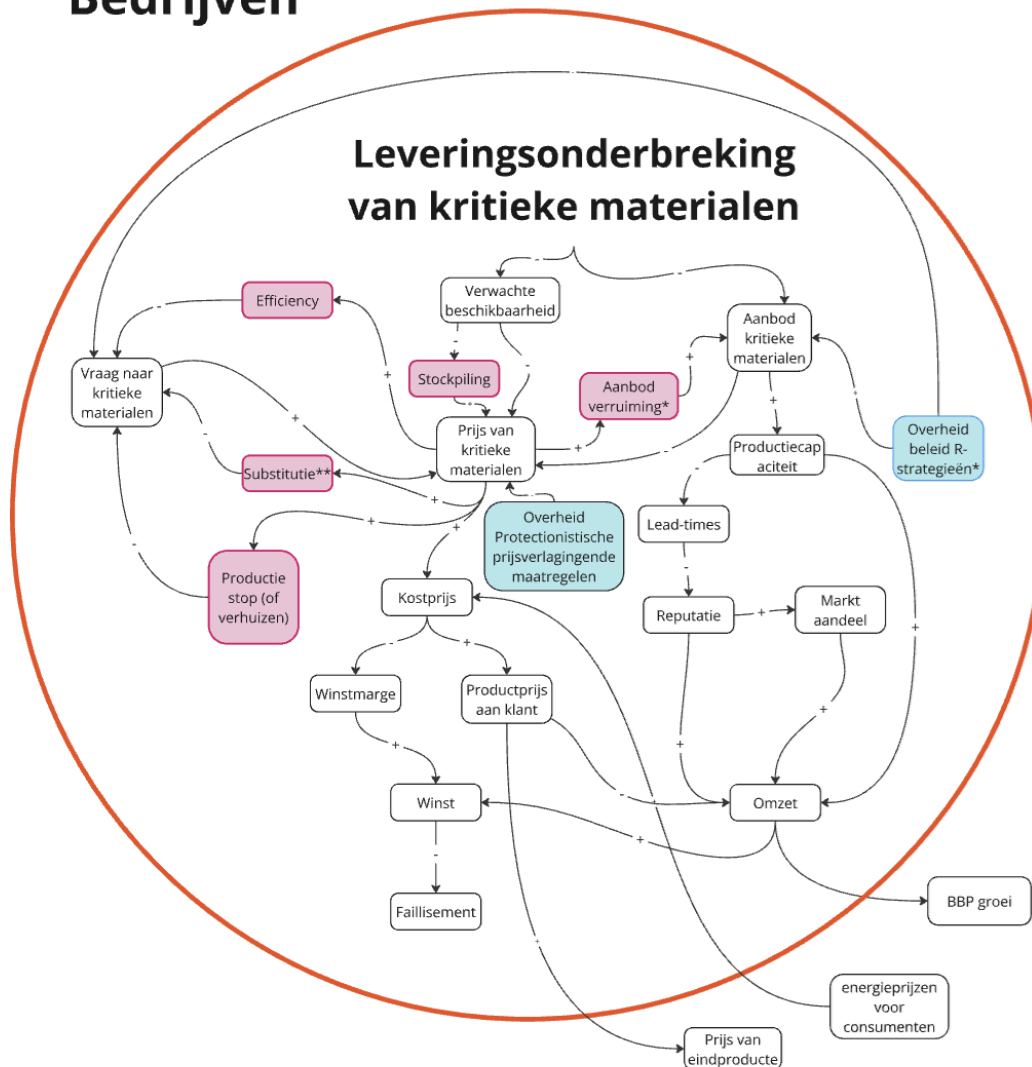 Bedrijven
Leveringsonderbreking
van kritieke materialen
Efficiency
Verwachte
beschikbaarheid
Aanbod
kritieke
materialen
Vraag naar
kritieke
materialen
Stockpiling
Aanbod
verruiming*
Prijs van
kritieke
materialen
Productiecap
aciteit
Overheid
beleid R-
strategieën*
Substitutie**
Overheid
Protectionistische
prijsverlagingende
maatregelen
Lead-times
Productie
stop (of
verhuizen)
Kostprijs
Reputatie
Markt
aandeel
Winstmarge
Productprijs
aan klant
Winst
Omzet
Faillisement
BBP groei
energieprijzen
voor
consumenten
Prijs van
eindproducte